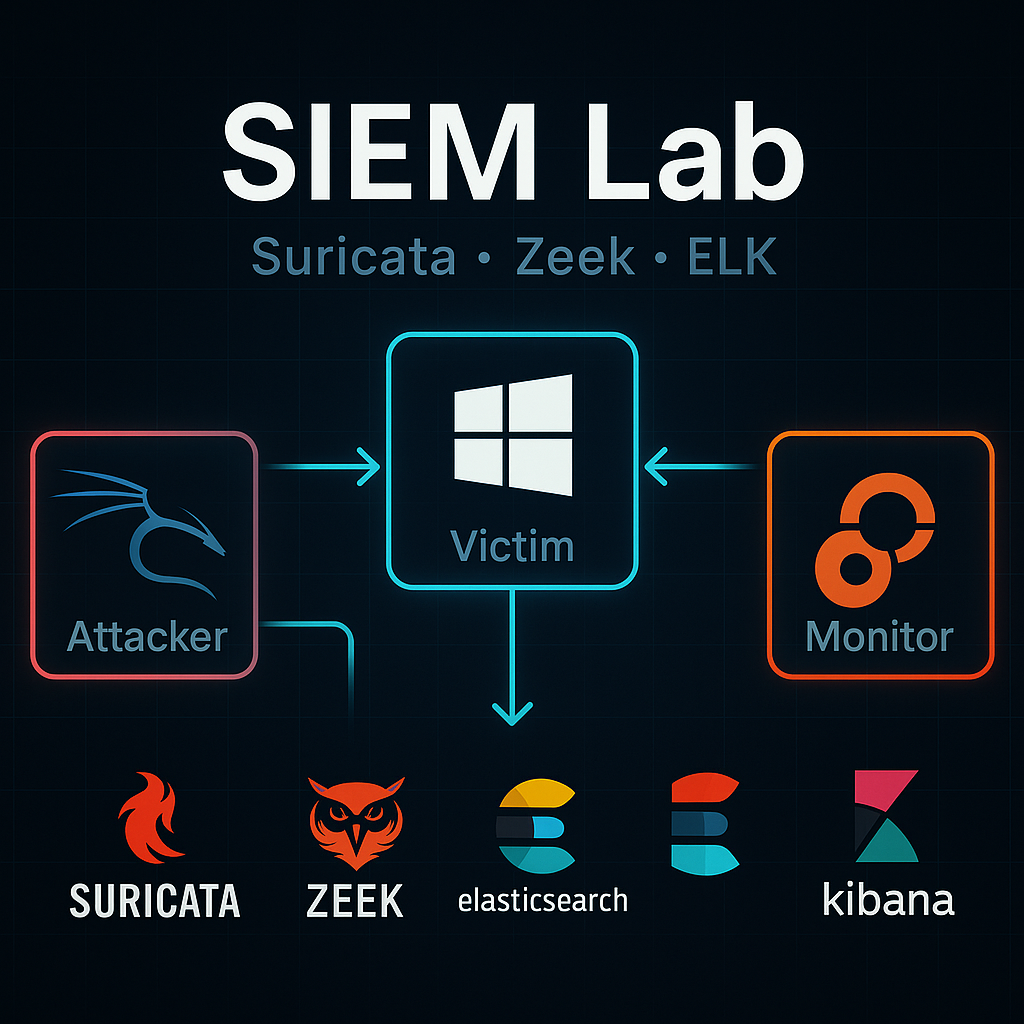 SIEM Lab
Suricata • Zeek • ELK
Victim
Attacker
Monitor
SURICATA
ZEEK
elasticsearch
kibana